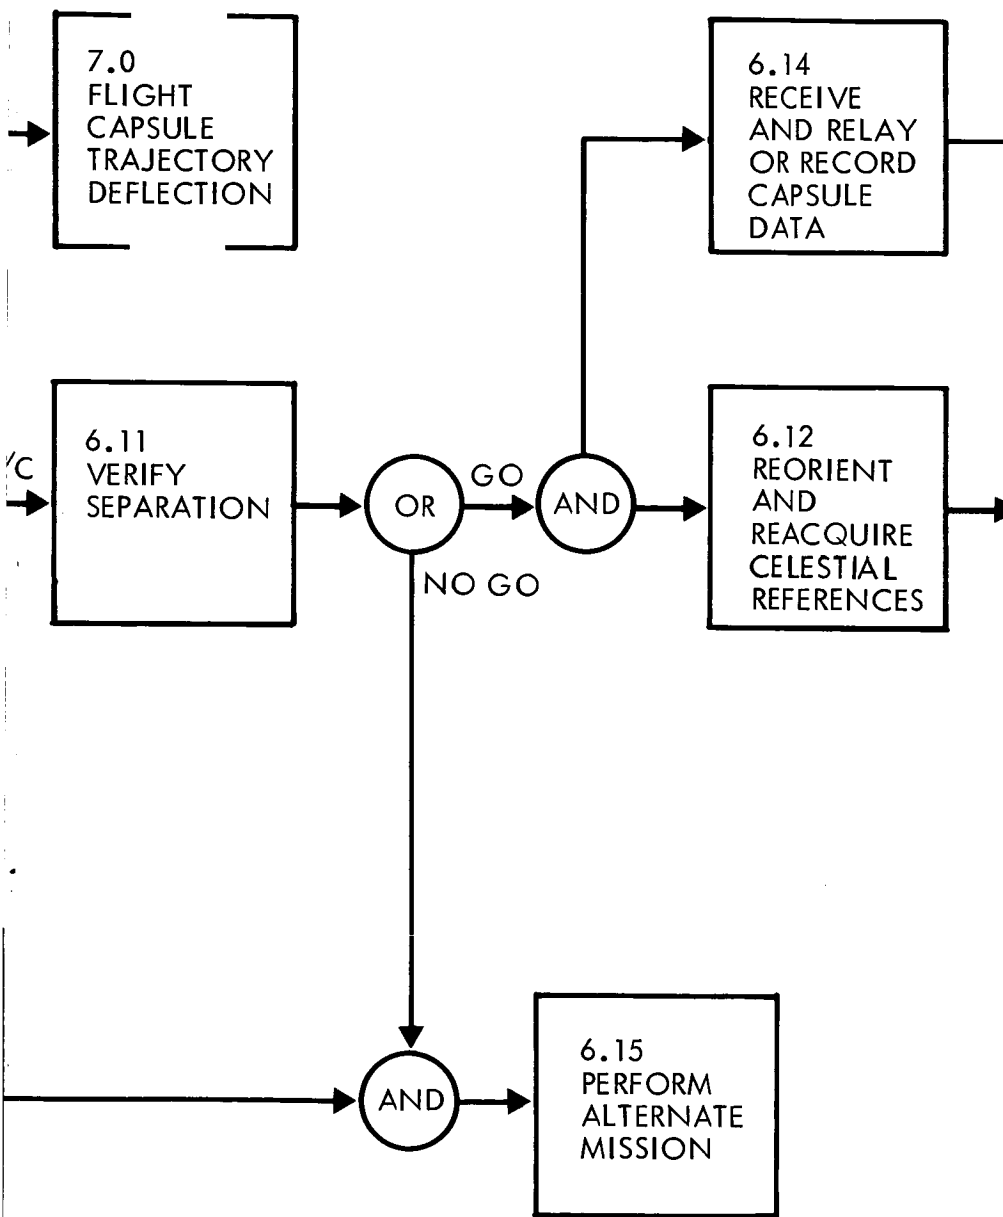 7.0
FLIGHT
CAPSULE
TRAJECTORY
DEFLECTION
6.14
RECEIVE
AND RELAY
OR RECORD
CAPSULE
DATA
/C
6.11
VERIFY
SEPARATION
OR
GO
AND
6.12
REORIENT
AND
REACQUIRE
CELESTIAL
REFERENCES
NO GO
AND
6.15
PERFORM
ALTERNATE
MISSION